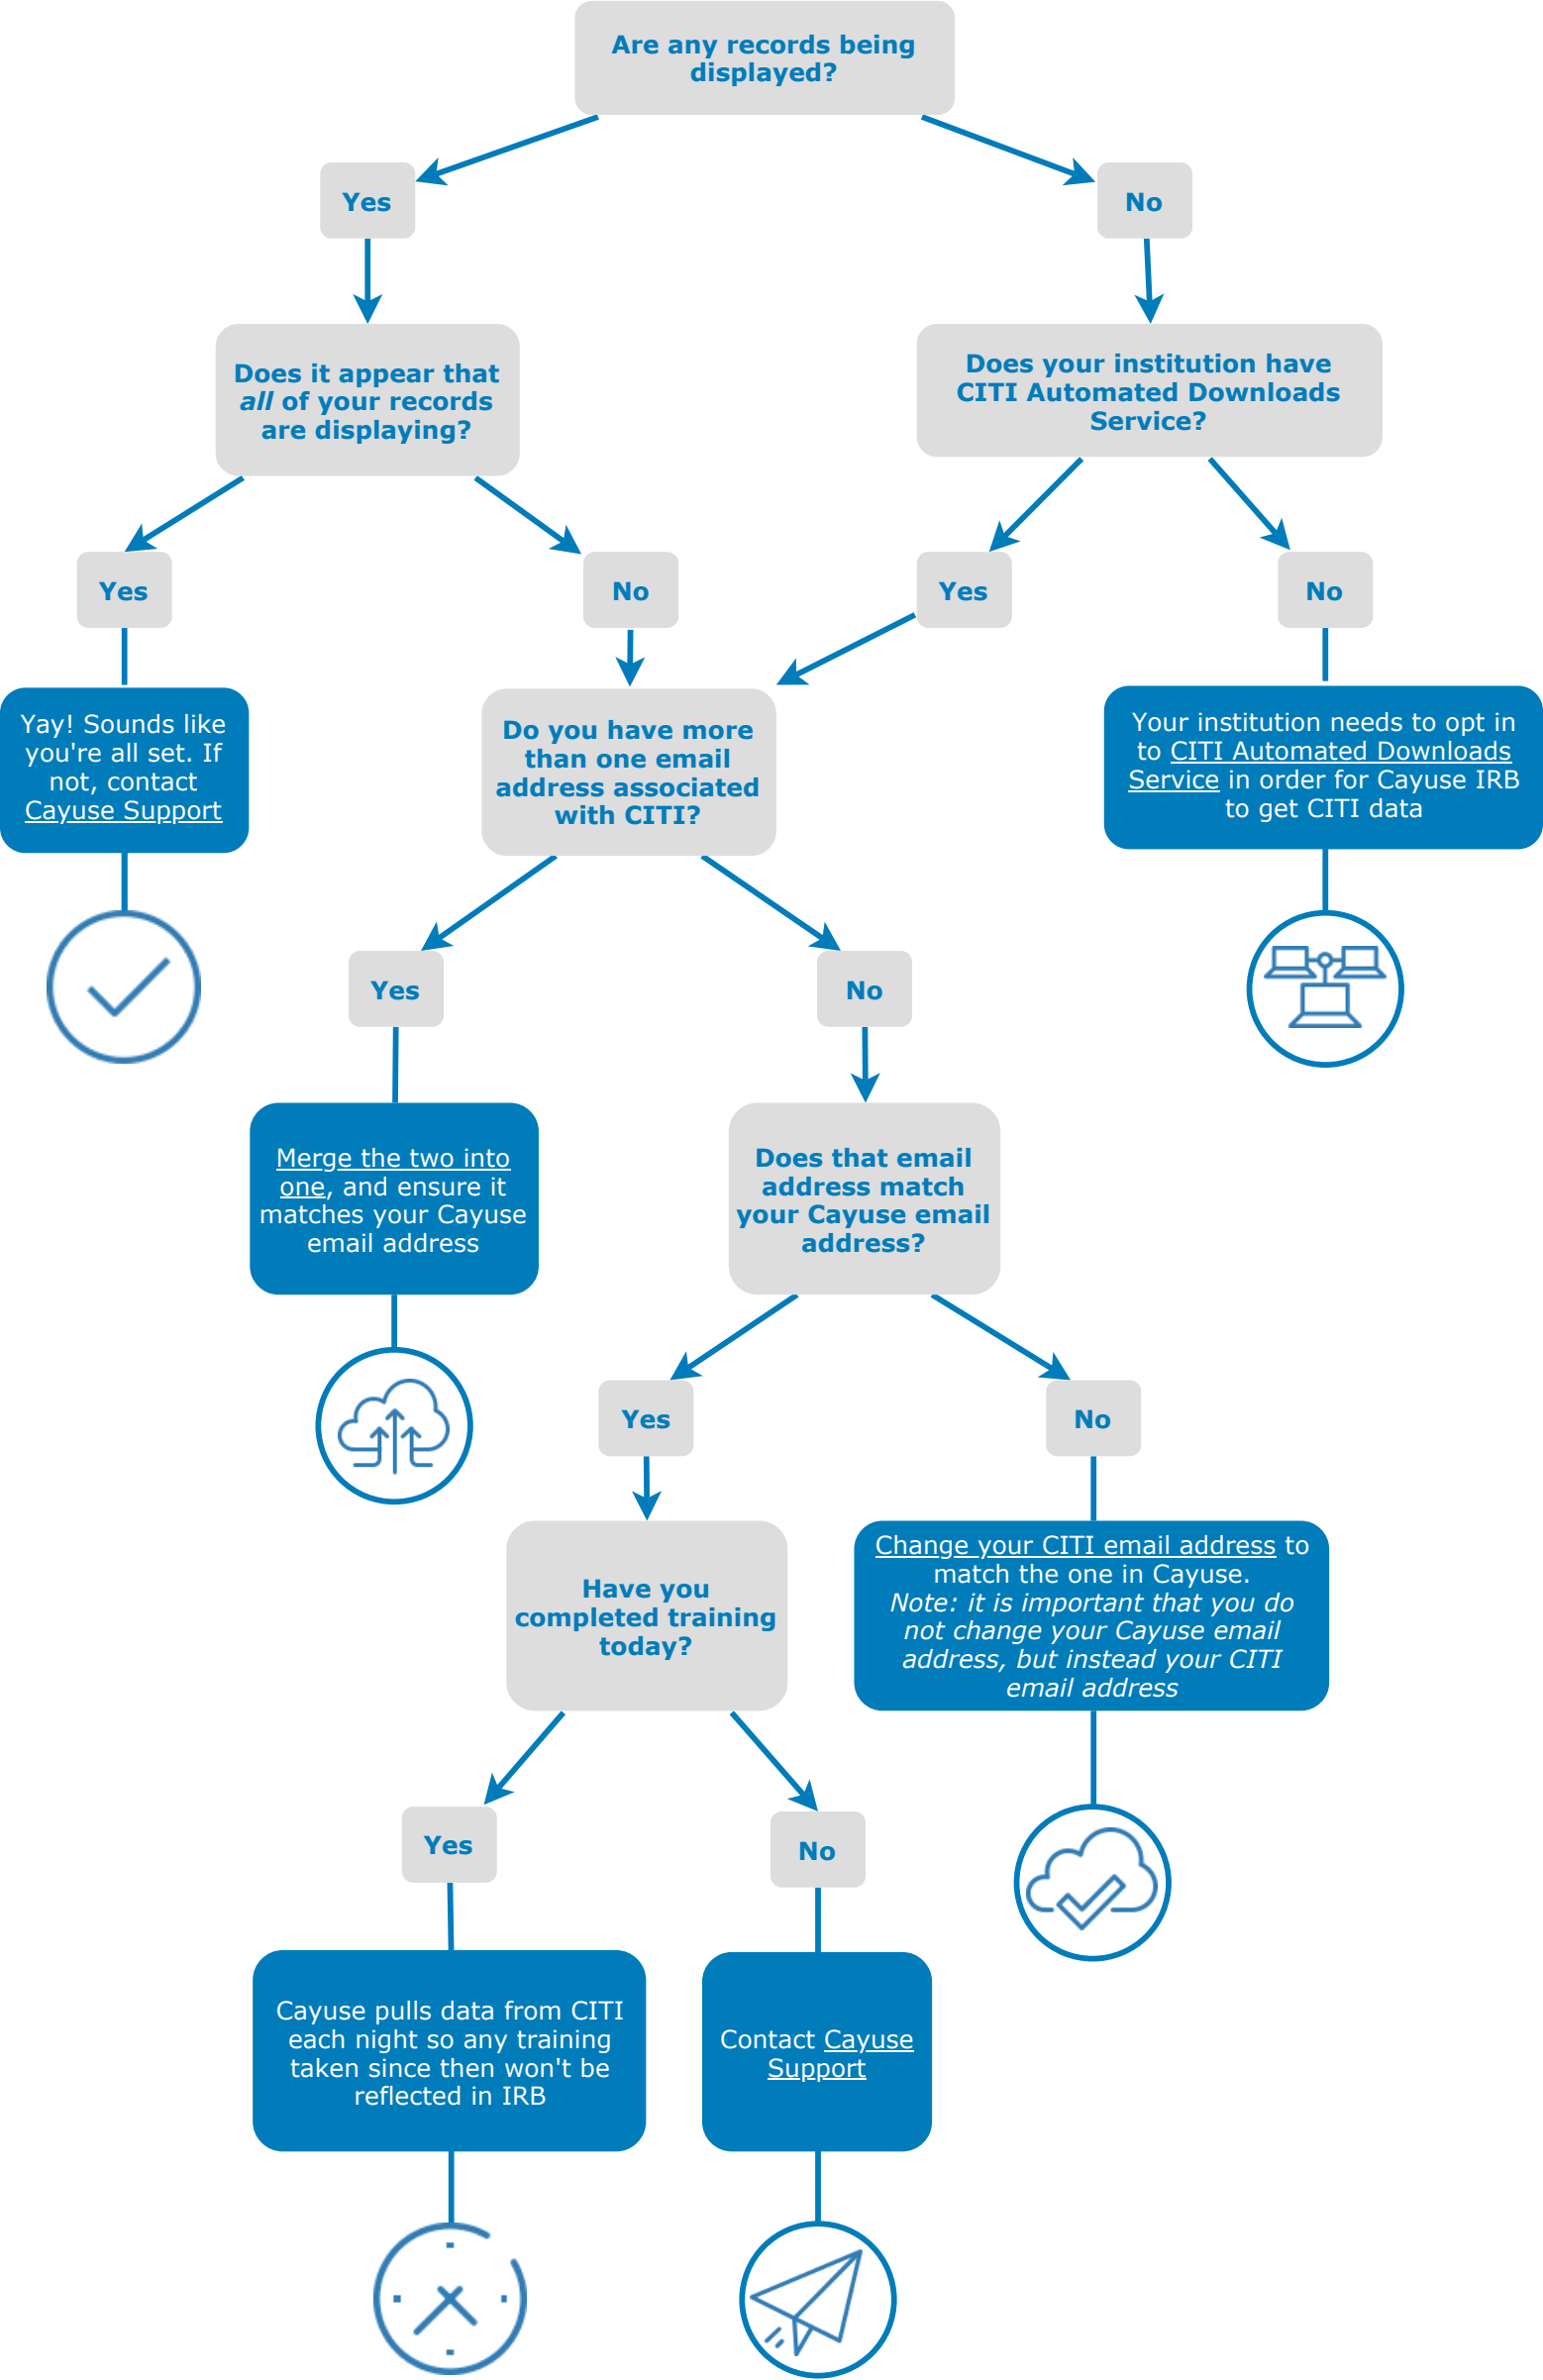 Are any records being
displayed?
Yes
No
Does it appear that
all of your records
are displaying?
Does your institution have
CITI Automated Downloads
Service?
Yes
No
Yes
No
Yay! Sounds like
you're all set. If
not, contact
Cayuse Support
Do you have more
than one email
address associated
with CITI?
Your institution needs to opt in
to CITI Automated Downloads
Service in order for Cayuse IRB
to get CITI data
Yes
No
Merge the two into
one, and ensure it
matches your Cayuse
email address
Does that email
address match
your Cayuse email
address?
Yes
No
Have you
completed training
today?
Change your CITI email address to
match the one in Cayuse.
Note: it is important that you do
not change your Cayuse email
address, but instead your CITI
email address
Yes
No
Cayuse pulls data from CITI
each night so any training
taken since then won't be
reflected in IRB
Contact Cayuse
Support